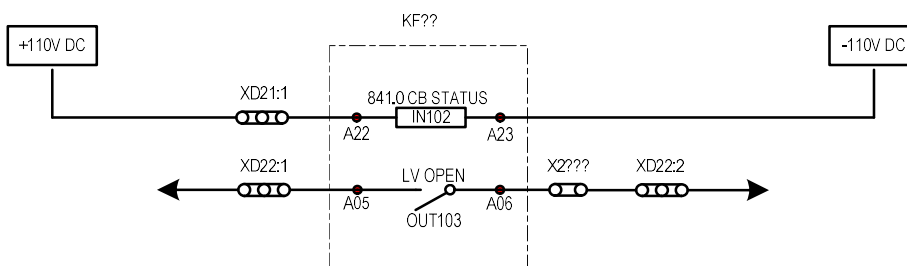 KF??
+110V DC
-110V DC
XD21:1
841.0 CB STATUS
IN102
A22
A23
XD22:1
LV OPEN
X2???
XD22:2
A05
A06
OUT103